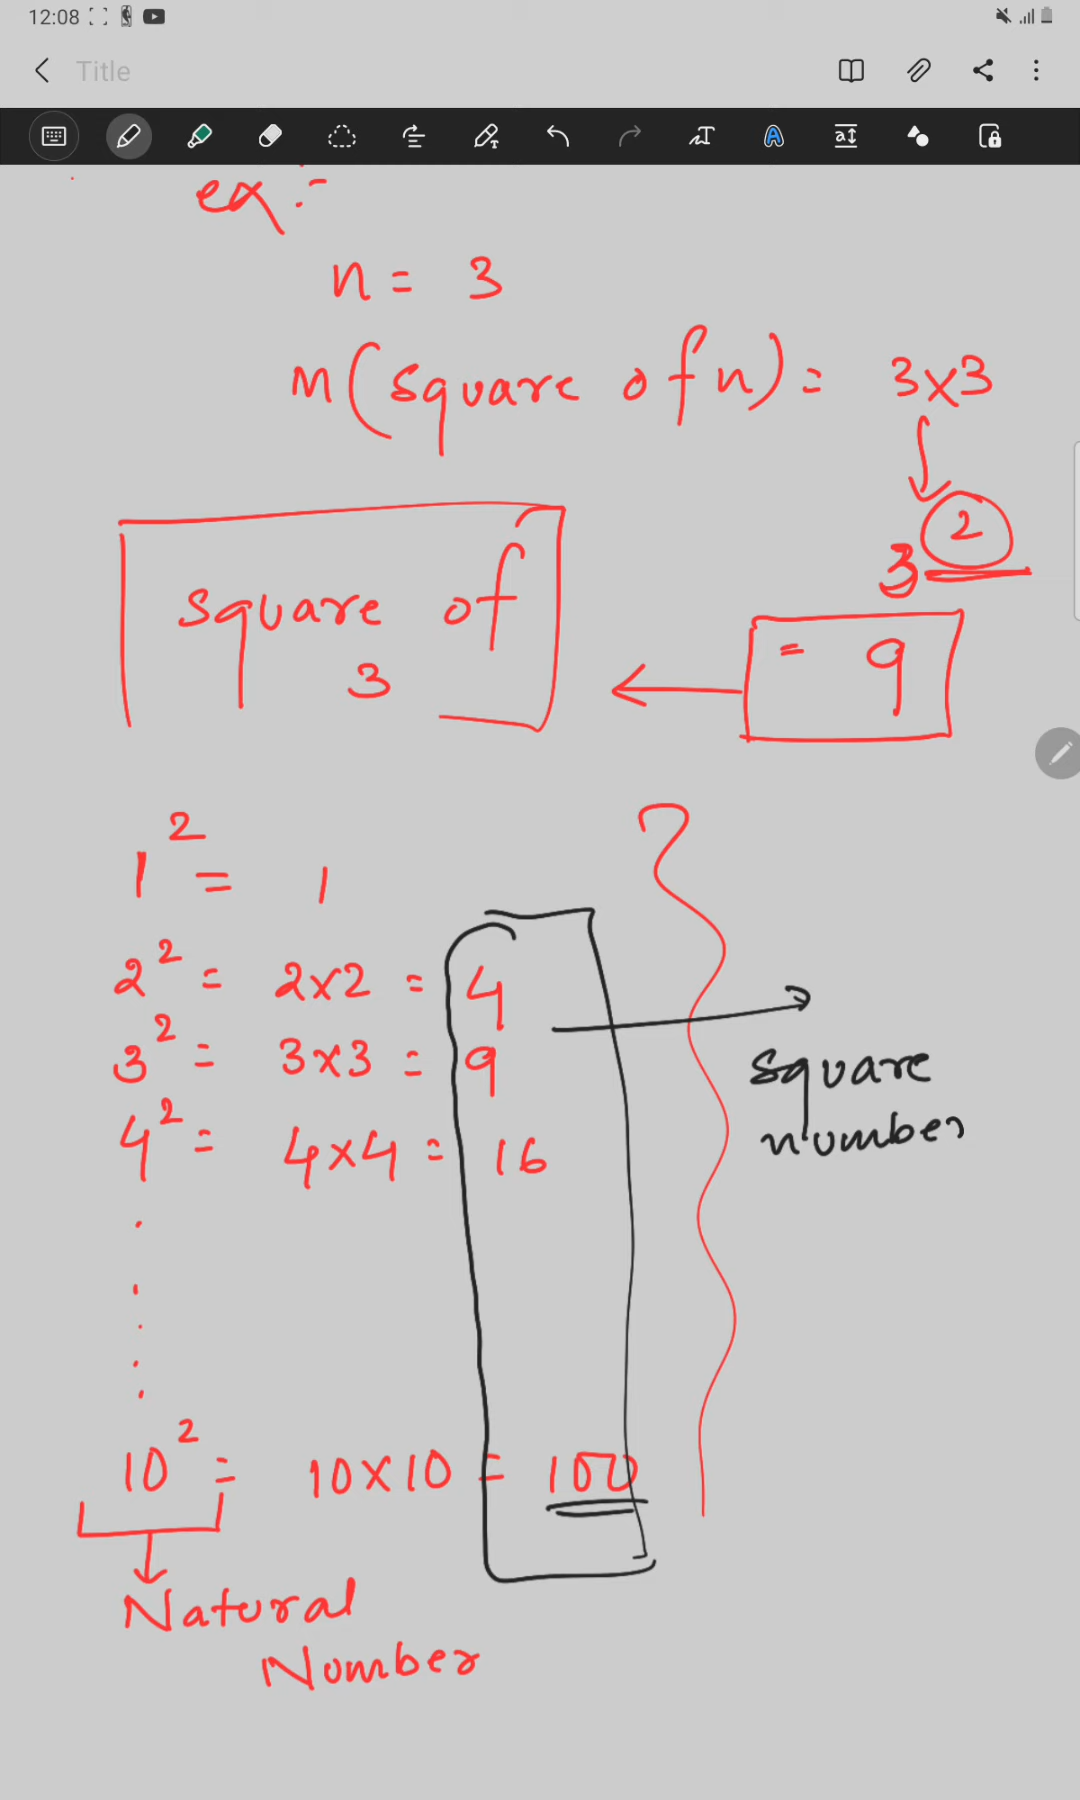 12:08
Title
ex :-
n = 3
m(square of n) = 3x3
3²
= 9
square of
3
1² = 1
2² = 2x2 = 4
3² = 3x3 = 9
4² = 4x4 = 16
square
number
10² = 10x10 = 100
Natural
Number